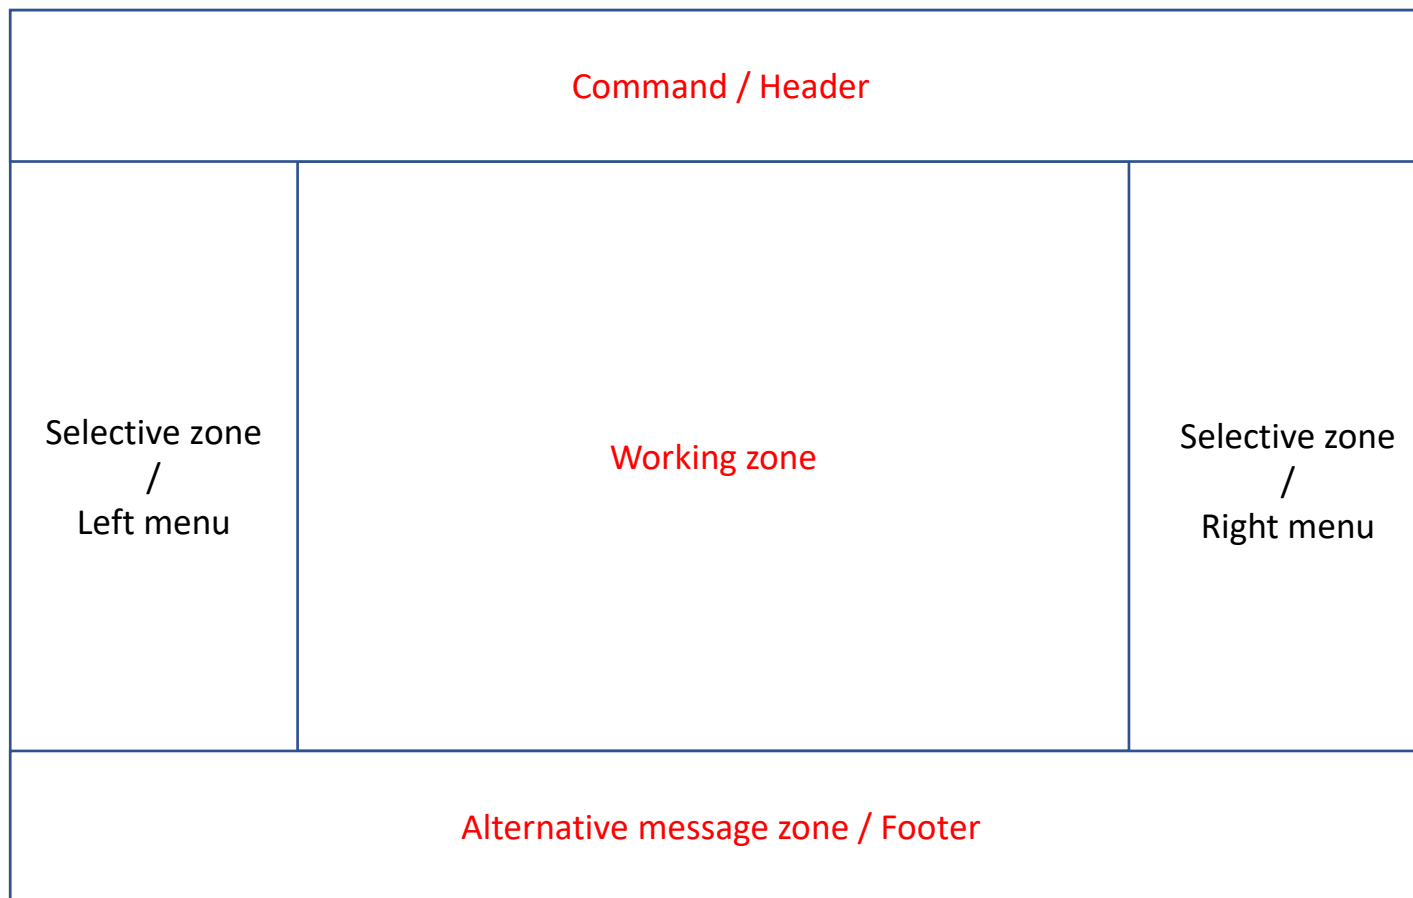 Command / Header
Selective zone
/
Left menu
Working zone
Selective zone
/
Right menu
Alternative message zone / Footer